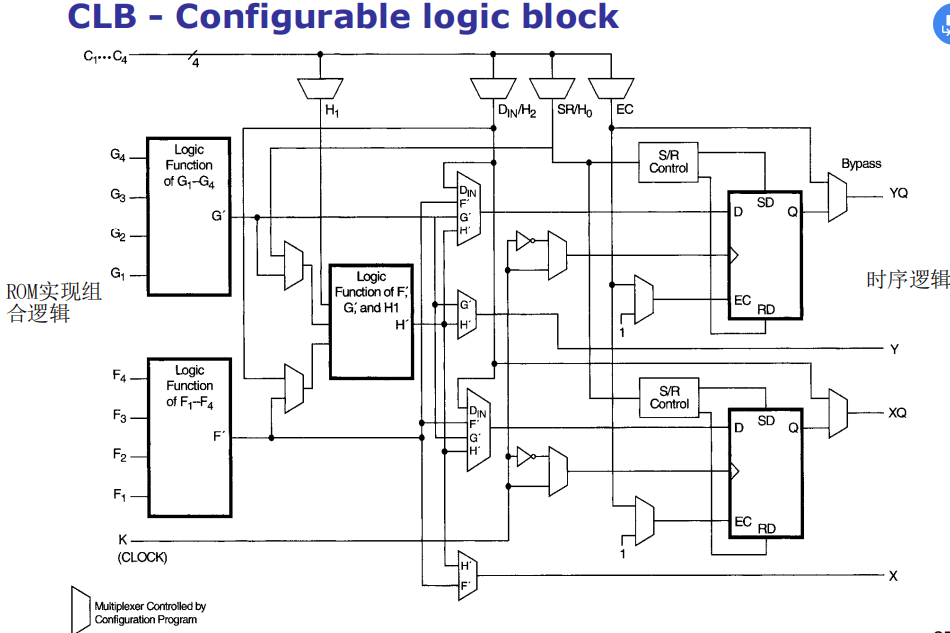 CLB - Configurable logic block
C1...C4
4
H1
DIN/H2
SR/H0
EC
G4
G3
G2
G1
Logic
Function
of G1-G4
G′
S/R
Control
Bypass
DIN
F′
G′
H′
D
SD
Q
YQ
EC
RD
1
ROM实现组
合逻辑
时序逻辑
Logic
Function of F′,
G′, and H1
H′
G′
H′
Y
F4
F3
F2
F1
Logic
Function
of F1-F4
F′
DIN
F′
G′
H′
S/R
Control
D
SD
Q
XQ
EC
RD
1
K
(CLOCK)
H′
F′
X
Multiplexer Controlled by
Configuration Program